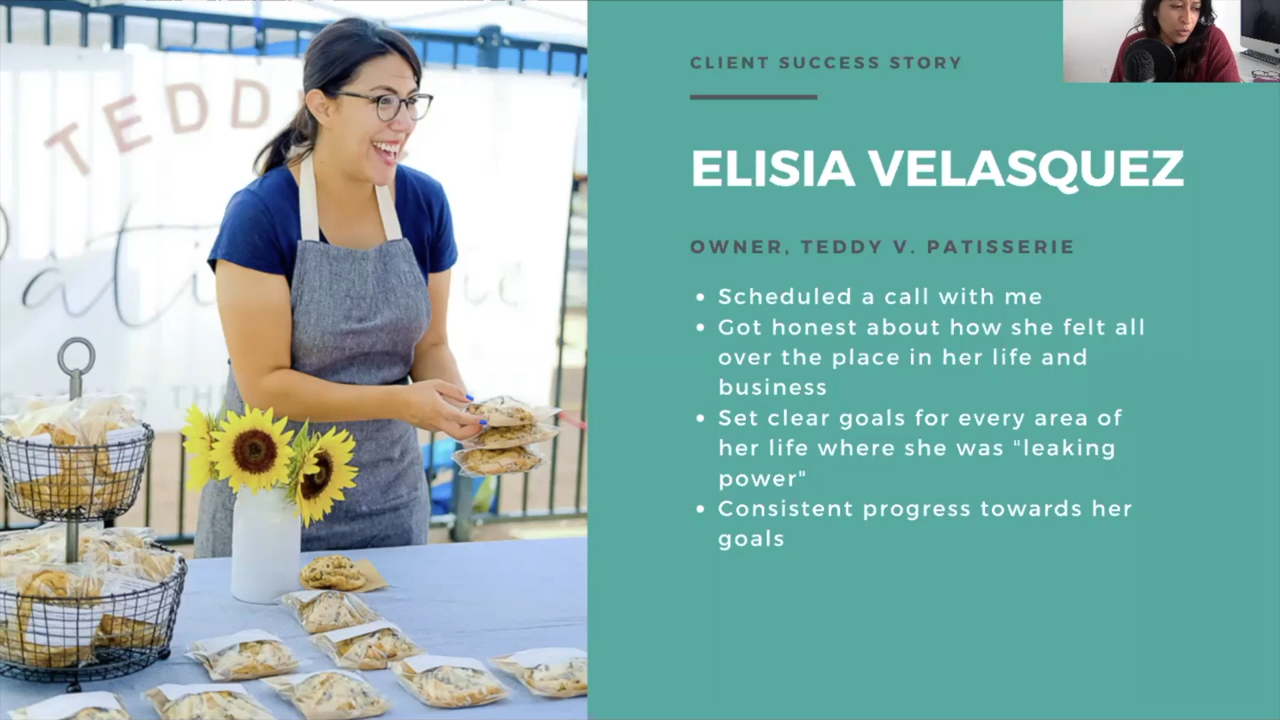 TEDD
CLIENT SUCCESS STORY
ELISIA VELASQUEZ
OWNER, TEDDY V. PATISSERIE
• Scheduled a call with me
• Got honest about how she felt all
over the place in her life and
business
• Set clear goals for every area of
her life where she was "leaking
power"
• Consistent progress towards her
goals